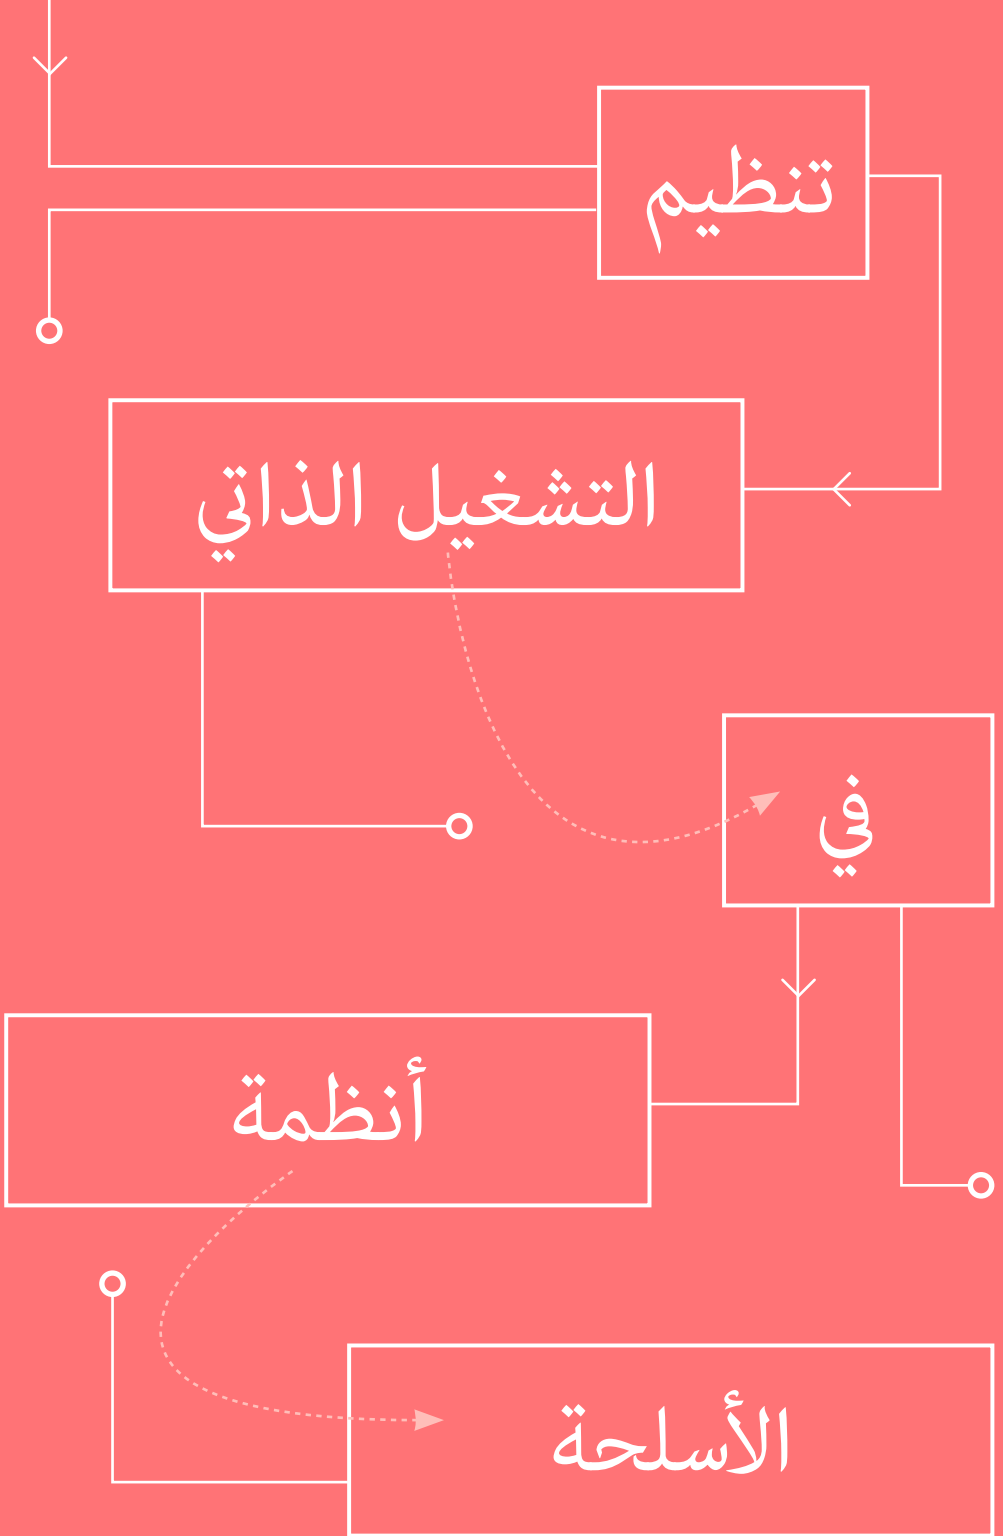 تنظيم
التشغيل الذاتي
في
أنظمة
الأسلحة